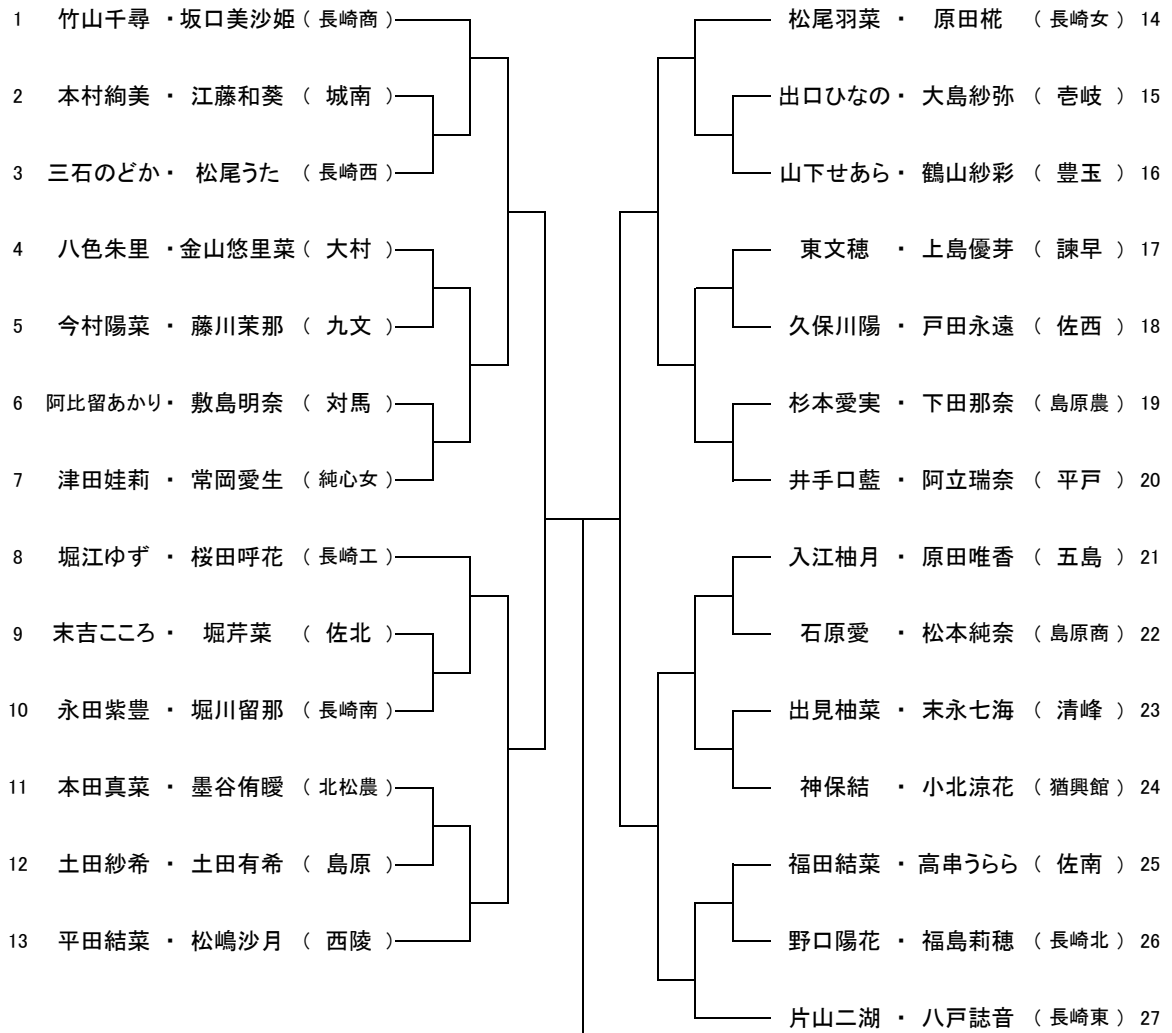 1 竹山千尋・坂口美沙姫(長崎商)
2 本村絢美・江藤和葵(城南)
3 三石のどか・松尾うた(長崎西)
4 八色朱里・金山悠里菜(大村)
5 今村陽菜・藤川茉那(九文)
6 阿比留あかり・敷島明奈(対馬)
7 津田娃莉・常岡愛生(純心女)
8 堀江ゆず・桜田呼花(長崎工)
9 末吉こころ・堀芹菜(佐北)
10 永田紫豊・堀川留那(長崎南)
11 本田真菜・墨谷侑曖(北松農)
12 土田紗希・土田有希(島原)
13 平田結菜・松嶋沙月(西陵)
松尾羽菜・原田椛(長崎女)14
出口ひなの・大島紗弥(壱岐)15
山下せあら・鶴山紗彩(豊玉)16
東文穂・上島優芽(諫早)17
久保川陽・戸田永遠(佐西)18
杉本愛実・下田那奈(島原農)19
井手口藍・阿立瑞奈(平戸)20
入江柚月・原田唯香(五島)21
石原愛・松本純奈(島原商)22
出見柚菜・末永七海(清峰)23
神保結・小北涼花(猶興館)24
福田結菜・高串うらら(佐南)25
野口陽花・福島莉穂(長崎北)26
片山二湖・八戸誌音(長崎東)27